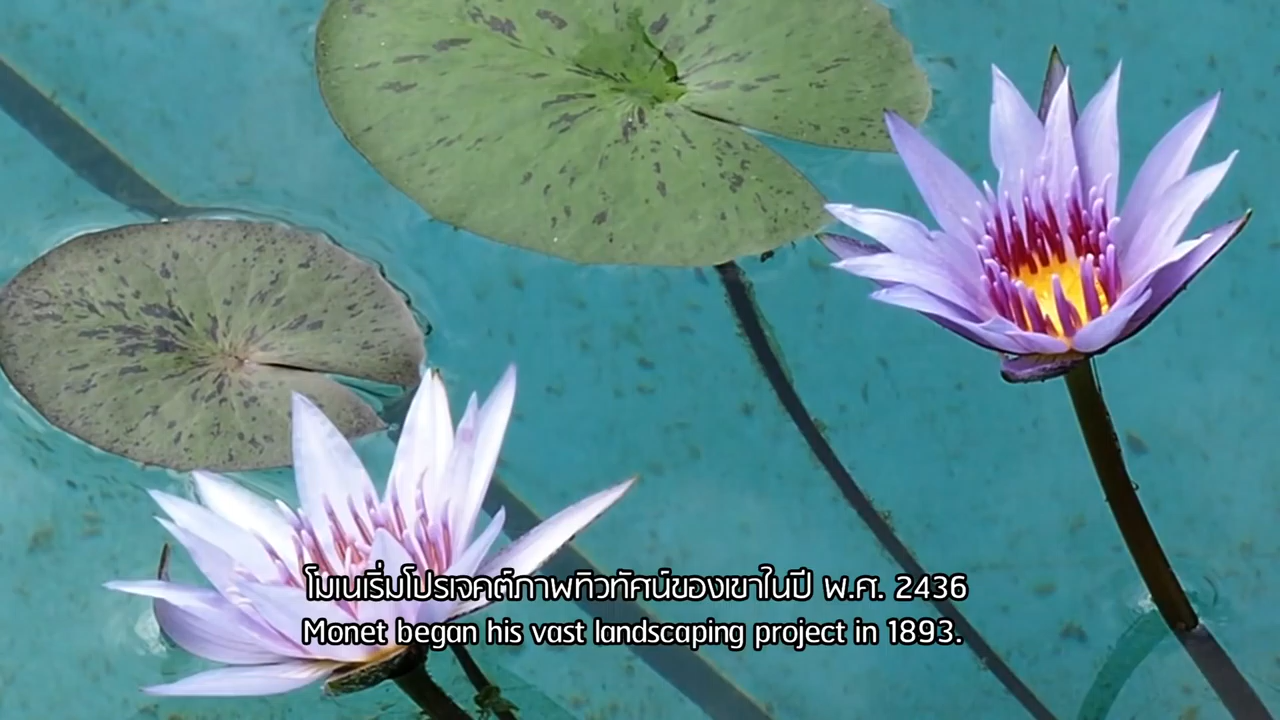 โมเนเริ่มโปรเจคต์ภาพทิวทัศน์ของเขาในปี พ.ศ. 2436
Monet began his vast landscaping project in 1893.